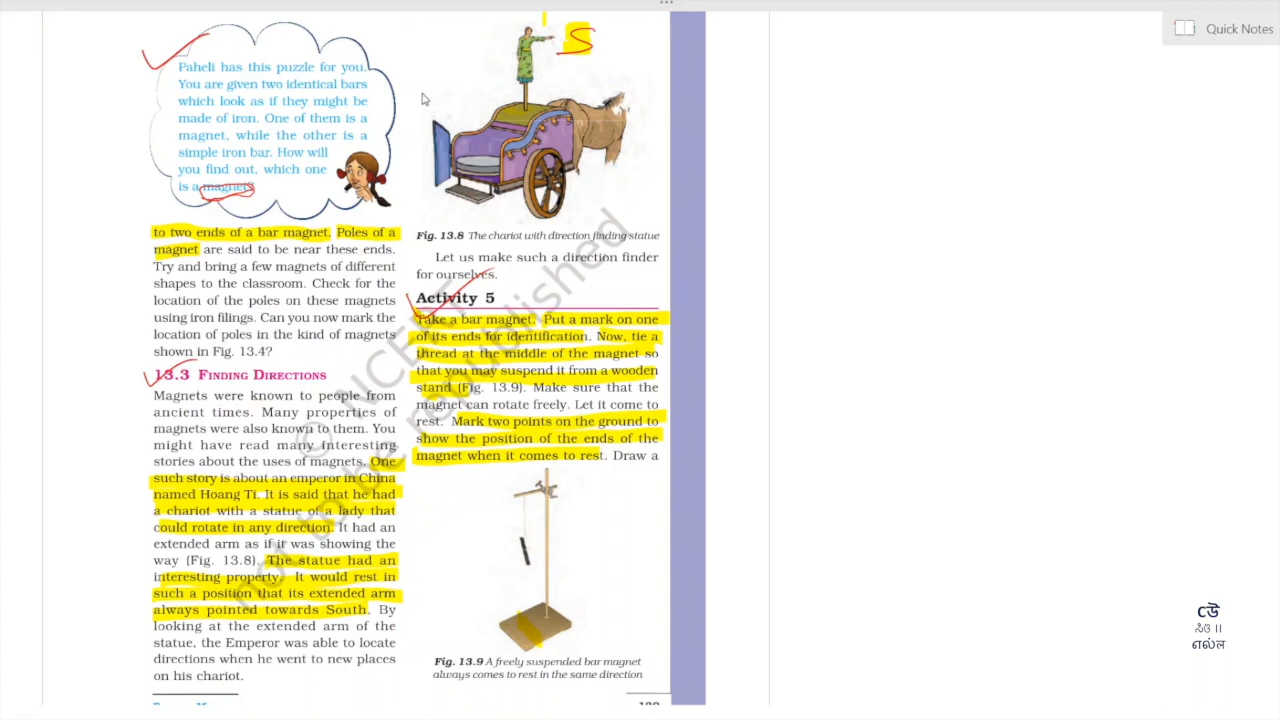 Quick Notes
Paheli has this puzzle for you.
You are given two identical bars
which look as if they might be
made of iron. One of them is a
magnet, while the other is a
simple iron bar. How will
you find out, which one
is a magnet?
to two ends of a bar magnet. Poles of a
magnet are said to be near these ends.
Try and bring a few magnets of different
shapes to the classroom. Check for the
location of the poles on these magnets
using iron filings. Can you now mark the
location of poles in the kind of magnets
shown in Fig. 13.4?
13.3 FINDING DIRECTIONS
Magnets were known to people from
ancient times. Many properties of
magnets were also known to them. You
might have read many interesting
stories about the uses of magnets. One
such story is about an emperor in China
named Hoang Ti. It is said that he had
a chariot with a statue of a lady that
could rotate in any direction. It had an
extended arm as if it was showing the
way (Fig. 13.8). The statue had an
interesting property. It would rest in
such a position that its extended arm
always pointed towards South. By
looking at the extended arm of the
statue, the Emperor was able to locate
directions when he went to new places
on his chariot.
S
Fig. 13.8 The chariot with direction finding statue
Let us make such a direction finder
for ourselves.
Activity 5
Take a bar magnet. Put a mark on one
of its ends for identification. Now, tie a
thread at the middle of the magnet so
that you may suspend it from a wooden
stand (Fig. 13.9). Make sure that the
magnet can rotate freely. Let it come to
rest. Mark two points on the ground to
show the position of the ends of the
magnet when it comes to rest. Draw a
Fig. 13.9 A freely suspended bar magnet
always comes to rest in the same direction
© NCERT
not to be republished
எல்ல